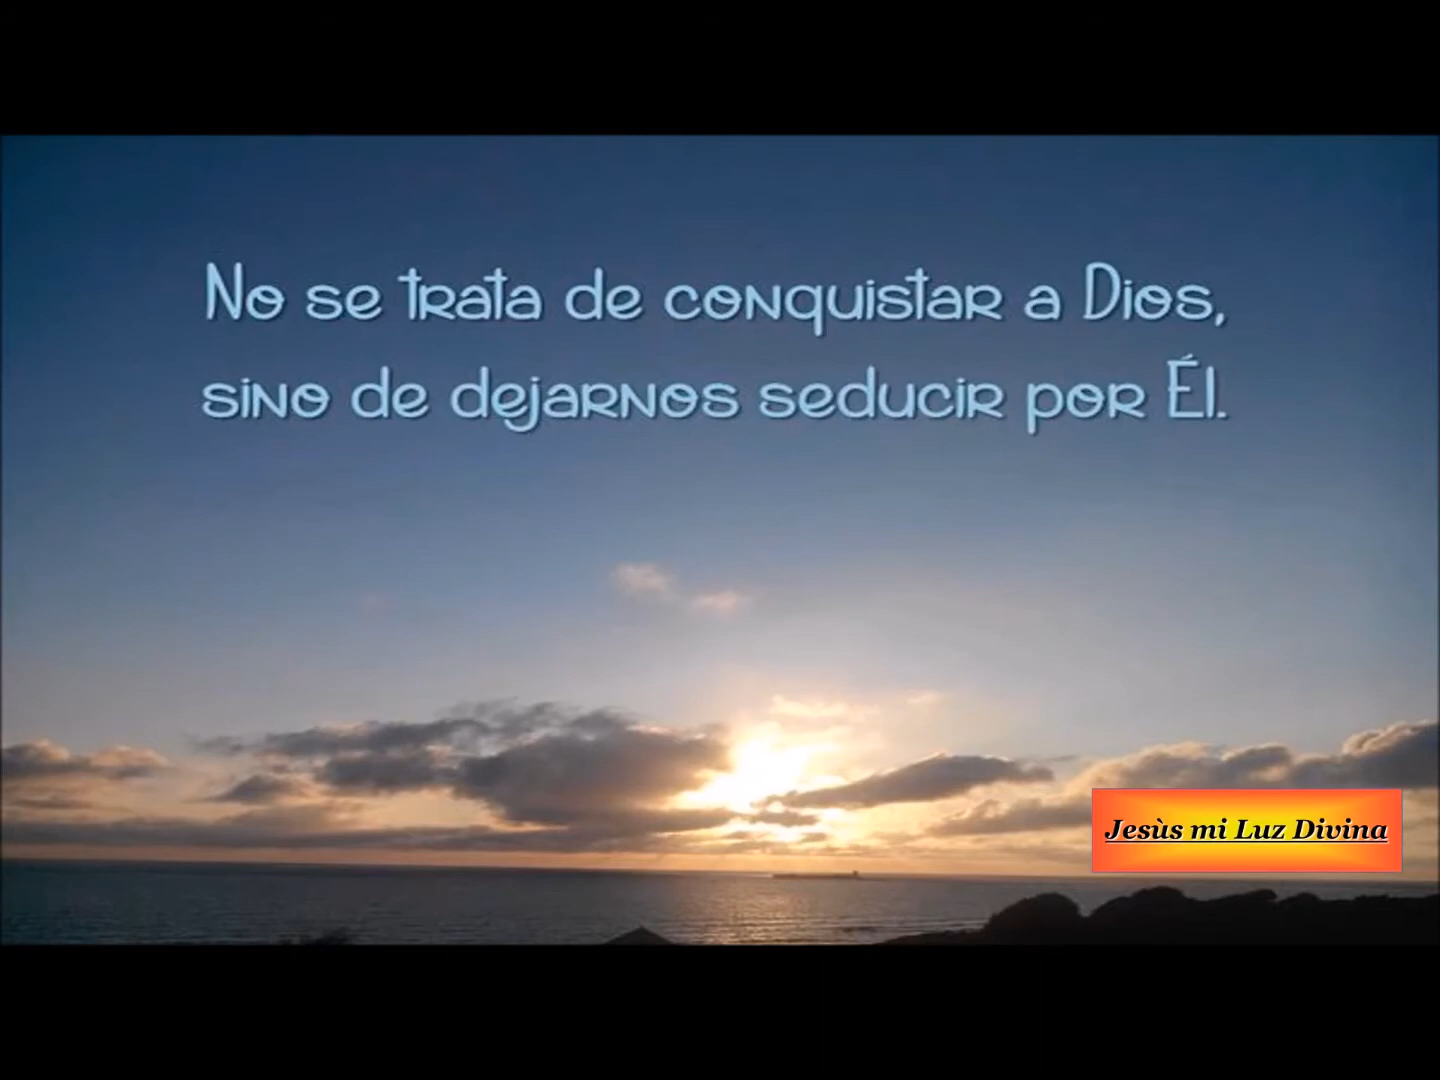 No se trata de conquistar a Dios,
sino de dejarnos seducir por Él.
Jesùs mi Luz Divina